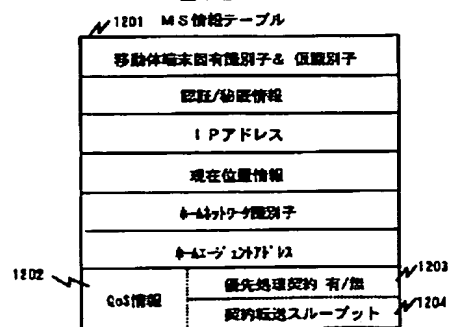 1201 MS情報テーブル
移動体端末固有識別子& 仮識別子
認証/秘匿情報
IPアドレス
現在位置情報
ホームネットワーク識別子
ホームエージェントアドレス
1202
QoS情報
優先処理契約 有/無
1203
契約転送スループット
1204